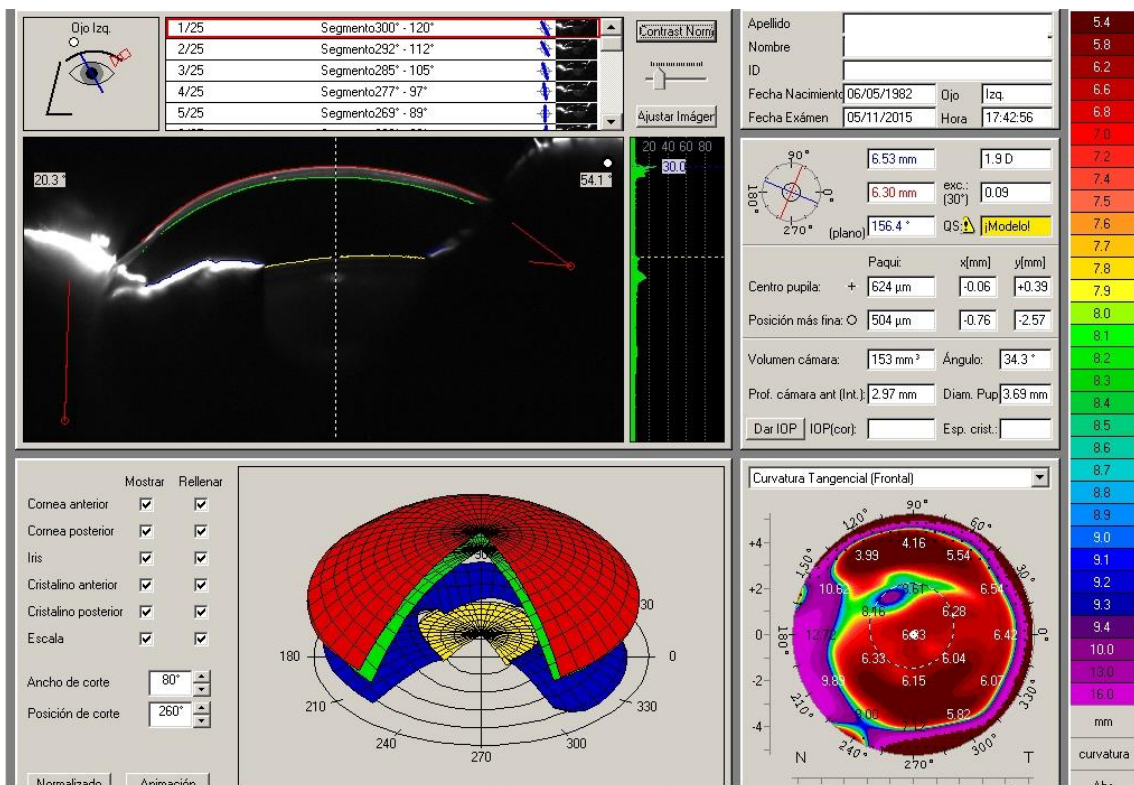 Ojo Izq.
1/25 Segmento300° - 120°
2/25 Segmento292° - 112°
3/25 Segmento285° - 105°
4/25 Segmento277° - 97°
5/25 Segmento269° - 89°
Contrast Norm
Ajustar Imáger
20.3 °
54.1 °
20 40 60 80
30.0
Apellido
Nombre
ID
Fecha Nacimiento 06/05/1982 Ojo Izq.
Fecha Exámen 05/11/2015 Hora 17:42:56
90°
180°
0°
270°
6.53 mm 1.9 D
6.30 mm exc.: (30°) 0.09
(plano) 156.4 ° QS: ¡Modelo!
Paqui: x[mm] y[mm]
Centro pupila: + 624 µm -0.06 +0.39
Posición más fina: O 504 µm -0.76 -2.57
Volumen cámara: 153 mm³ Ángulo: 34.3 °
Prof. cámara ant (Int.): 2.97 mm Diam. Pup 3.69 mm
Dar IOP IOP(cor): Esp. crist.:
Mostrar Rellenar
Cornea anterior
Cornea posterior
Iris
Cristalino anterior
Cristalino posterior
Escala
Ancho de corte 80°
Posición de corte 260°
Normalizado Animación
90
30
180 0
210 330
240 300
270
Curvatura Tangencial (Frontal)
90°
120° 60°
150°
+4
4.16
3.99 5.54
+2
10.62 6.54
8.16 6.28
180° 0 6.42 0°
6.33 6.04
-2 9.89 6.15 6.07
210° 330°
5.82
-4
240° 300°
270°
N T
5.4
5.8
6.2
6.6
6.8
7.0
7.2
7.4
7.5
7.6
7.7
7.8
7.9
8.0
8.1
8.2
8.3
8.4
8.5
8.6
8.7
8.8
8.9
9.0
9.1
9.2
9.3
9.4
10.0
13.0
16.0
mm
curvatura